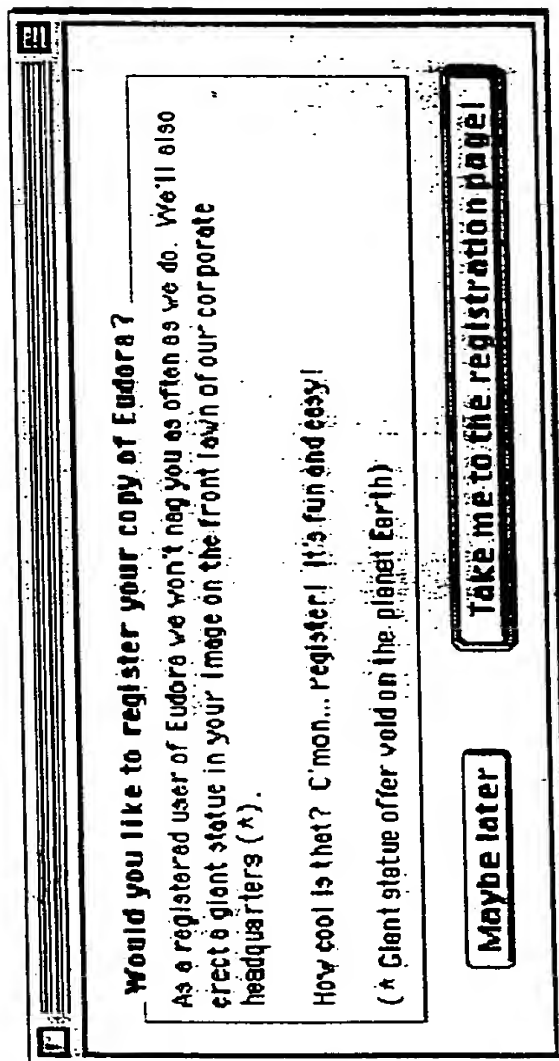 Would you like to register your copy of Eudora?
As a registered user of Eudora we won't nag you as often as we do. We'll also
erect a giant statue in your image on the front lawn of our corporate
headquarters (*).
How cool is that? C'mon... register! It's fun and easy!
(* Giant statue offer void on the planet Earth)
Maybe later
Take me to the registration page!